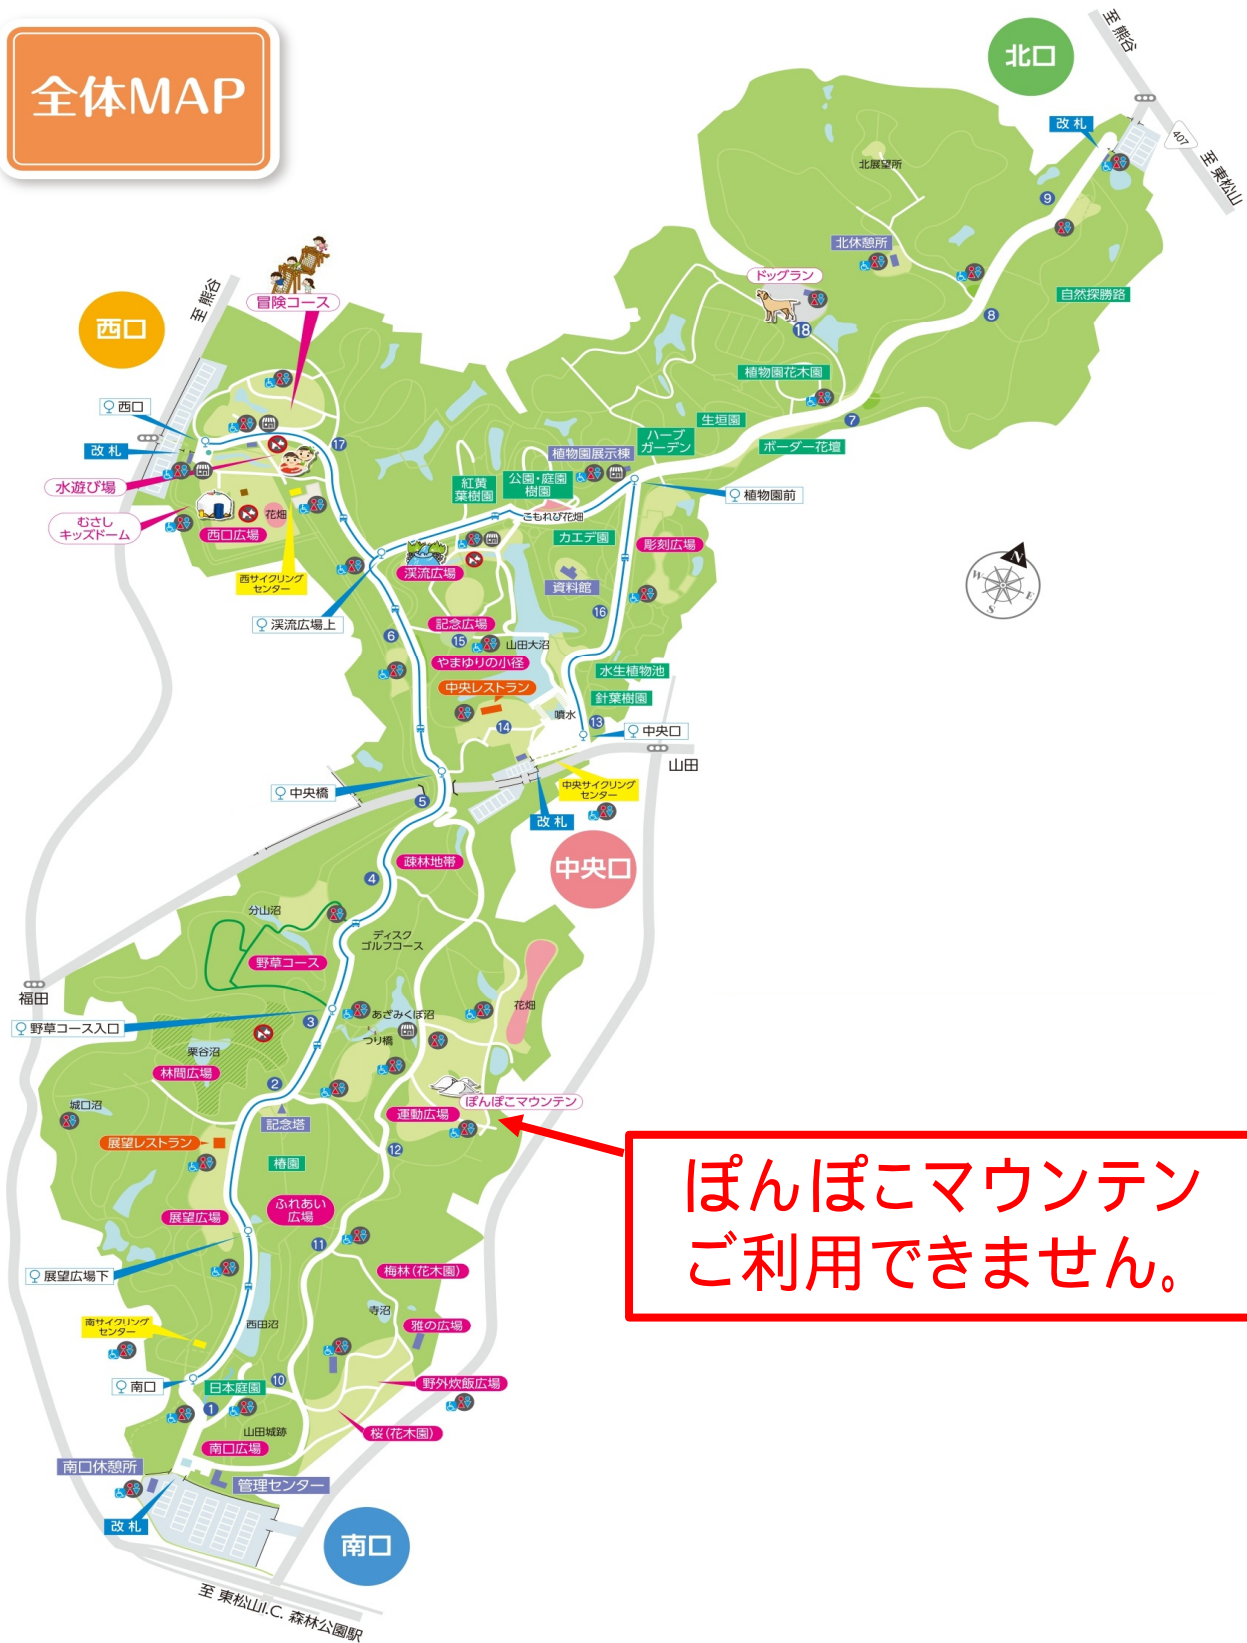 全体MAP
北口
至 熊谷
改札
407
至 東松山
北展望所
9
北休憩所
ドッグラン
18
自然探勝路
8
至 熊谷
冒険コース
西口
西口
改札
17
水遊び場
むさし
キッズドーム
花畑
西口広場
西サイクリング
センター
渓流広場上
植物園花木園
生垣園
7
ハーブ
ガーデン
ボーダー花壇
植物園展示棟
公園・庭園
樹園
紅黄
葉樹園
植物園前
こもれび花畑
カエデ園
彫刻広場
渓流広場
資料館
16
N
W
E
S
記念広場
6
15
山田大沼
やまゆりの小径
水生植物池
中央レストラン
針葉樹園
噴水
13
14
中央口
山田
中央橋
5
中央サイクリング
センター
改札
中央口
疎林地帯
4
分山沼
ディスク
ゴルフコース
野草コース
福田
野草コース入口
3
あざみくぼ沼
つり橋
花畑
栗谷沼
林間広場
2
城口沼
記念塔
ぽんぽこマウンテン
運動広場
展望レストラン
12
椿園
ぽんぽこマウンテン
ご利用できません。
ふれあい
広場
展望広場
11
展望広場下
梅林(花木園)
寺沼
西田沼
雅の広場
南サイクリング
センター
南口
日本庭園
10
野外炊飯広場
1
山田城跡
桜(花木園)
南口広場
南口休憩所
管理センター
改札
南口
至 東松山I.C. 森林公園駅